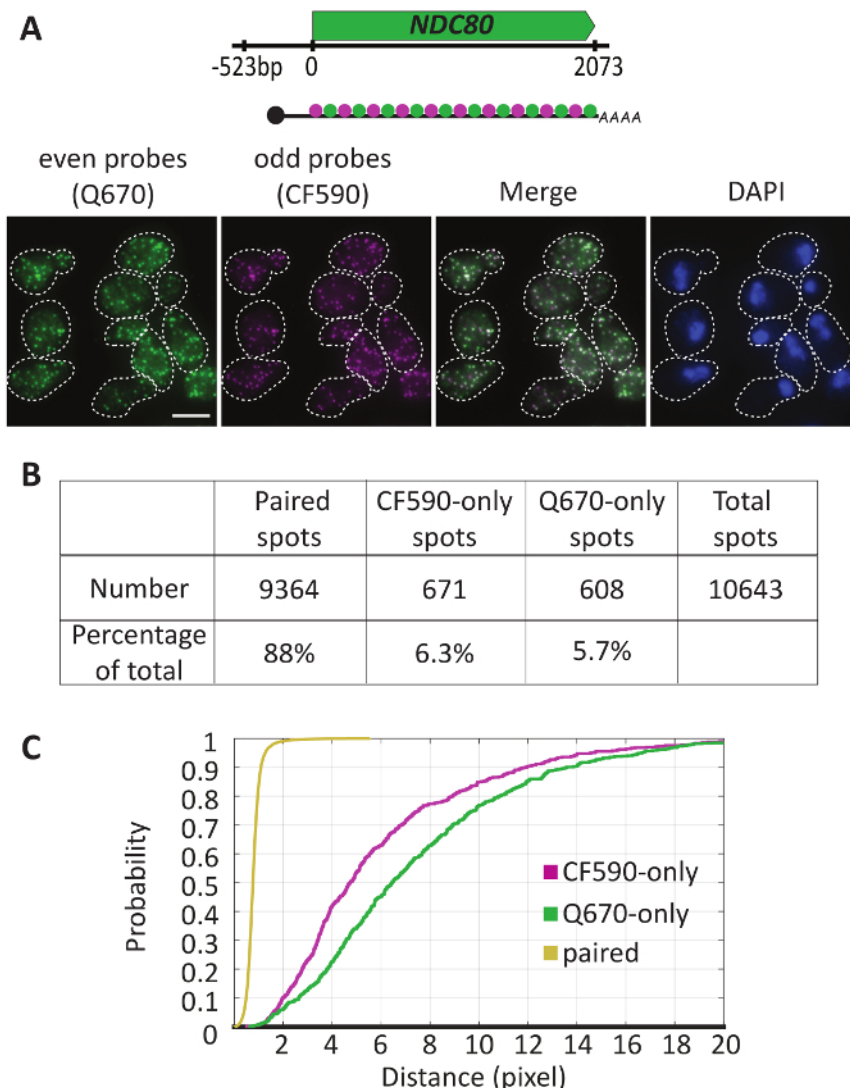 A
NDC80
-523bp 0 2073
AAAA
even probes
(Q670)
odd probes
(CF590)
Merge
DAPI
B
Paired spots CF590-only spots Q670-only spots Total spots
Number 9364 671 608 10643
Percentage of total 88% 6.3% 5.7%
C
1
0.9
0.8
0.7
0.6
0.5
0.4
0.3
0.2
0.1
0
Probability
CF590-only
Q670-only
paired
2 4 6 8 10 12 14 16 18 20
Distance (pixel)